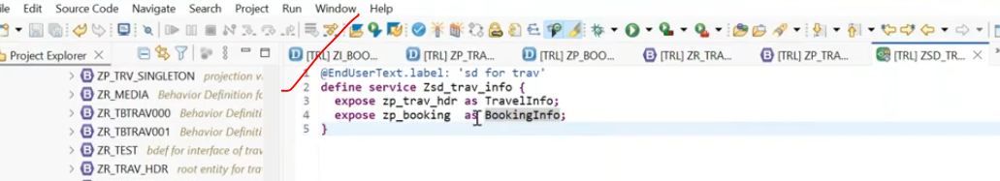 ile Edit Source Code Navigate Search Project Run Window Help
Project Explorer
[TRL] ZI_BOO... [TRL] ZP_TRA... [TRL] ZP_BOO... [TRL] ZR_TRA... [TRL] ZP_TRA... [TRL] ZSD_TR...
ZP_TRV_SINGLETON projection v
ZR_MEDIA Behavior Definition fo
ZR_TBTRAV000 Behavior Definition
ZR_TBTRAV001 Behavior Definition
ZR_TEST bdef for interface of trav
ZR_TRAV_HDR root entity for tra
1 @EndUserText.label: 'sd for trav'
2 define service Zsd_trav_info {
3 expose zp_trav_hdr as TravelInfo;
4 expose zp_booking as BookingInfo;
5 }